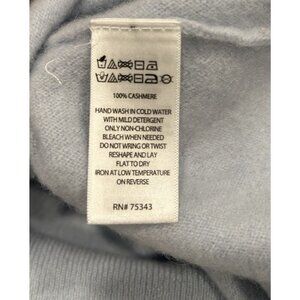 100% CASHMERE
HAND WASH IN COLD WATER
WITH MILD DETERGENT
ONLY NON-CHLORINE
BLEACH WHEN NEEDED
DO NOT WRING OR TWIST
RESHAPE AND LAY
FLAT TO DRY
IRON AT LOW TEMPERATURE
ON REVERSE
RN# 75343